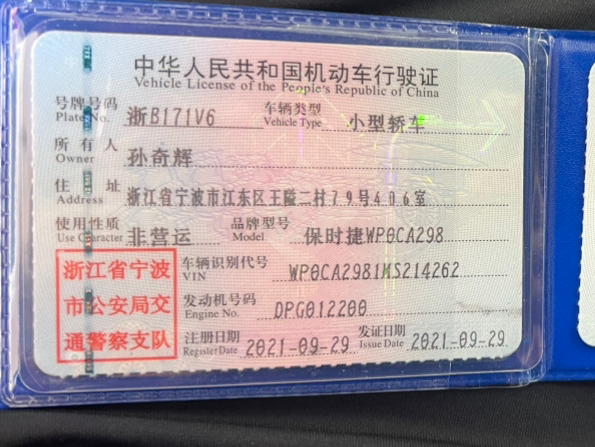 中华人民共和国机动车行驶证
Vehicle License of the People's Republic of China
号牌号码 Plate No. 浙B171V6 车辆类型 Vehicle Type 小型轿车
所有人 Owner 孙奇辉
住址 Address 浙江省宁波市江东区王隘二村79号406室
使用性质 Use Character 非营运 品牌型号 Model 保时捷WP0CA298
浙江省宁波市公安局交通警察支队
车辆识别代号 VIN WP0CA2981MS214262
发动机号码 Engine No. DPG012200
注册日期 Register Date 2021-09-29 发证日期 Issue Date 2021-09-29